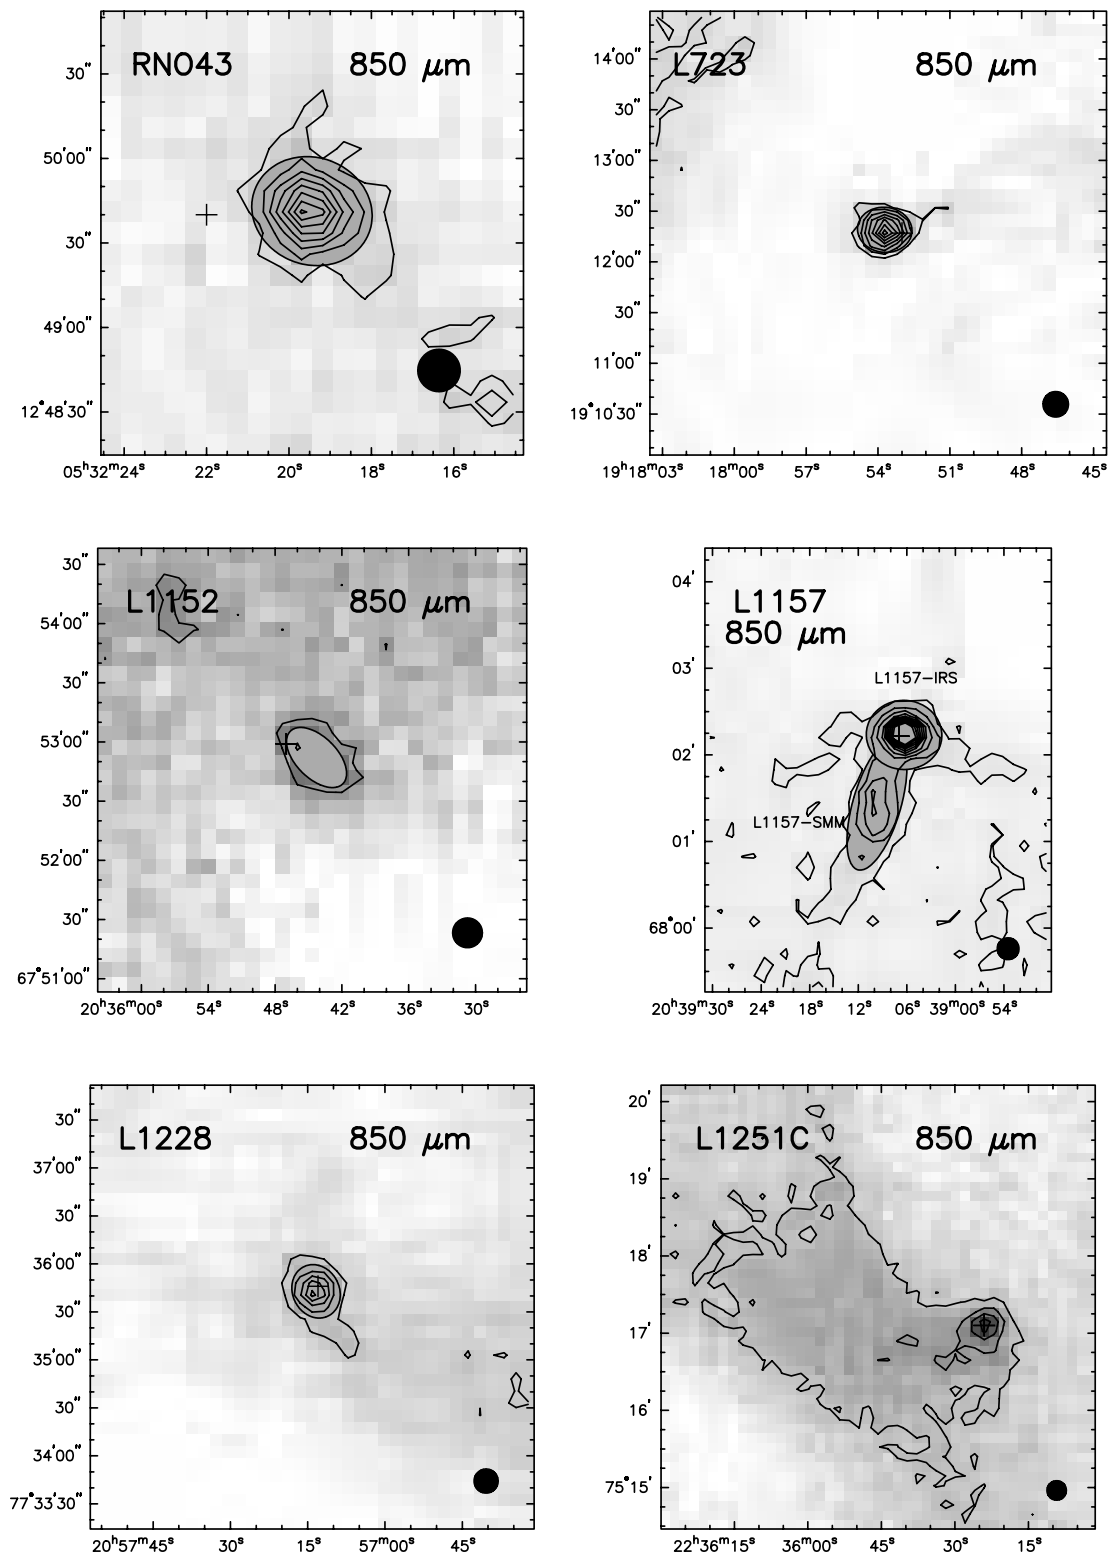 RNO43 850 μm
30"
50'00"
30"
49'00"
12°48'30"
05ʰ32ᵐ24ˢ 22ˢ 20ˢ 18ˢ 16ˢ
L723 850 μm
14'00"
30"
13'00"
30"
12'00"
30"
11'00"
19°10'30"
19ʰ18ᵐ03ˢ 18ᵐ00ˢ 57ˢ 54ˢ 51ˢ 48ˢ 45ˢ
L1152 850 μm
30"
54'00"
30"
53'00"
30"
52'00"
30"
67°51'00"
20ʰ36ᵐ00ˢ 54ˢ 48ˢ 42ˢ 36ˢ 30ˢ
L1157
850 μm
04'
03'
L1157-IRS
02'
L1157-SMM
01'
68°00'
20ʰ39ᵐ30ˢ 24ˢ 18ˢ 12ˢ 06ˢ 39ᵐ00ˢ 54ˢ
L1228 850 μm
30"
37'00"
30"
36'00"
30"
35'00"
30"
34'00"
77°33'30"
20ʰ57ᵐ45ˢ 30ˢ 15ˢ 57ᵐ00ˢ 45ˢ
L1251C 850 μm
20'
19'
18'
17'
16'
75°15'
22ʰ36ᵐ15ˢ 36ᵐ00ˢ 45ˢ 30ˢ 15ˢ